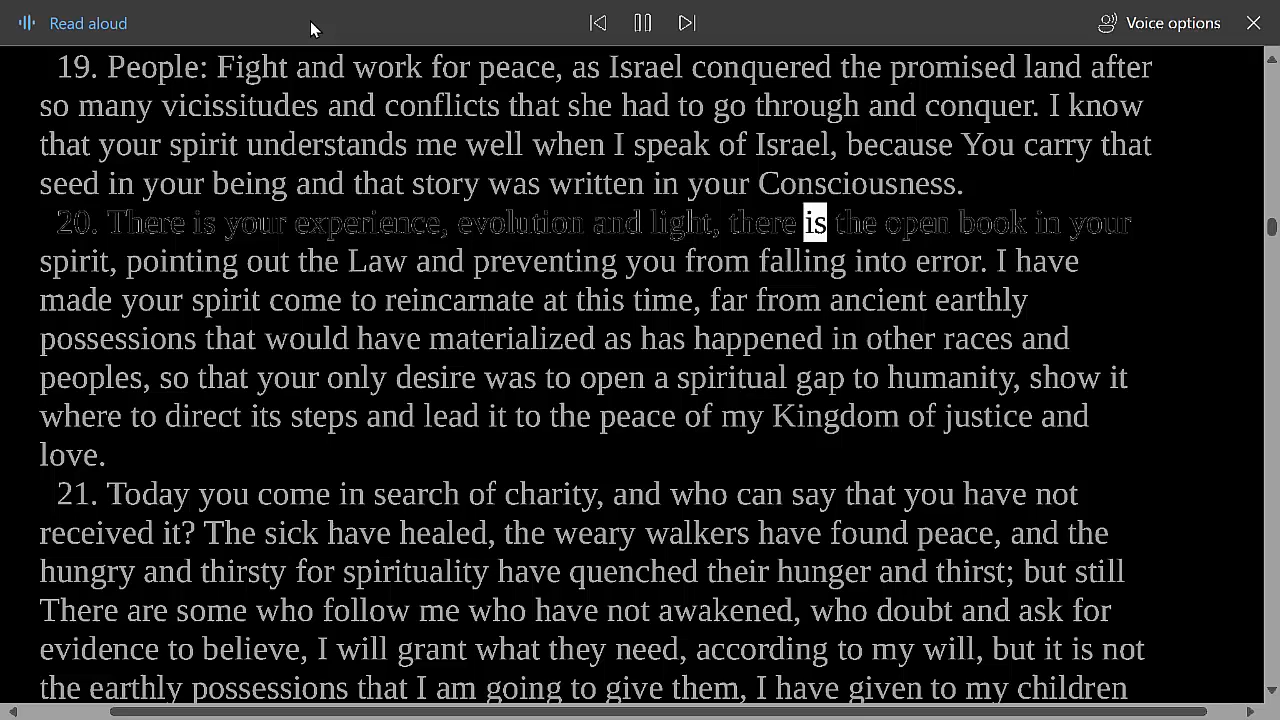 Read aloud
Voice options
19. People: Fight and work for peace, as Israel conquered the promised land after
so many vicissitudes and conflicts that she had to go through and conquer. I know
that your spirit understands me well when I speak of Israel, because You carry that
seed in your being and that story was written in your Consciousness.
20. There is your experience, evolution and light, there is the open book in your
spirit, pointing out the Law and preventing you from falling into error. I have
made your spirit come to reincarnate at this time, far from ancient earthly
possessions that would have materialized as has happened in other races and
peoples, so that your only desire was to open a spiritual gap to humanity, show it
where to direct its steps and lead it to the peace of my Kingdom of justice and
love.
21. Today you come in search of charity, and who can say that you have not
received it? The sick have healed, the weary walkers have found peace, and the
hungry and thirsty for spirituality have quenched their hunger and thirst; but still
There are some who follow me who have not awakened, who doubt and ask for
evidence to believe, I will grant what they need, according to my will, but it is not
the earthly possessions that I am going to give them, I have given to my children